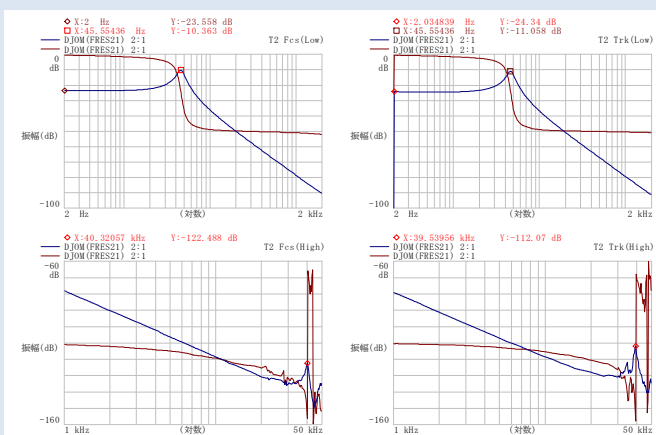 X:2 Hz Y:-23.558 dB
X:45.55436 Hz Y:-10.363 dB
DJOM(FRES21) 2:1 T2 Fcs(Low)
DJOM(FRES21) 2:1
0
dB
振幅(dB)
-100
2 Hz (対数) 2 kHz
X:2.034839 Hz Y:-24.34 dB
X:45.55436 Hz Y:-11.058 dB
DJOM(FRES21) 2:1 T2 Trk(Low)
DJOM(FRES21) 2:1
0
dB
振幅(dB)
-100
2 Hz (対数) 2 kHz
X:40.32057 kHz Y:-122.488 dB
DJOM(FRES21) 2:1 T2 Fcs(High)
DJOM(FRES21) 2:1
-60
dB
振幅(dB)
-160
1 kHz (対数) 50 kHz
X:39.53956 kHz Y:-112.07 dB
DJOM(FRES21) 2:1 T2 Trk(High)
DJOM(FRES21) 2:1
-60
dB
振幅(dB)
-160
1 kHz (対数) 50 kHz